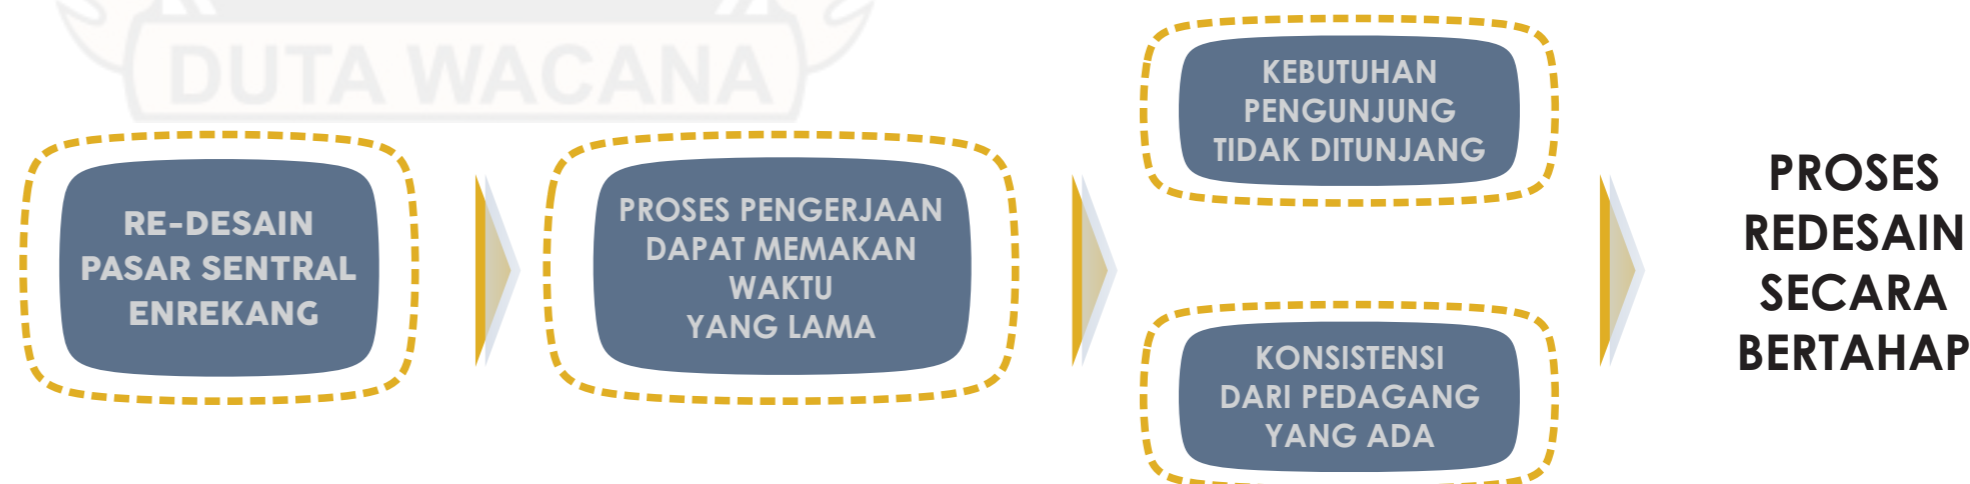 DUTA WACANA
RE-DESAIN
PASAR SENTRAL
ENREKANG
PROSES PENGERJAAN
DAPAT MEMAKAN
WAKTU
YANG LAMA
KEBUTUHAN
PENGUNJUNG
TIDAK DITUNJANG
KONSISTENSI
DARI PEDAGANG
YANG ADA
PROSES
REDESAIN
SECARA
BERTAHAP